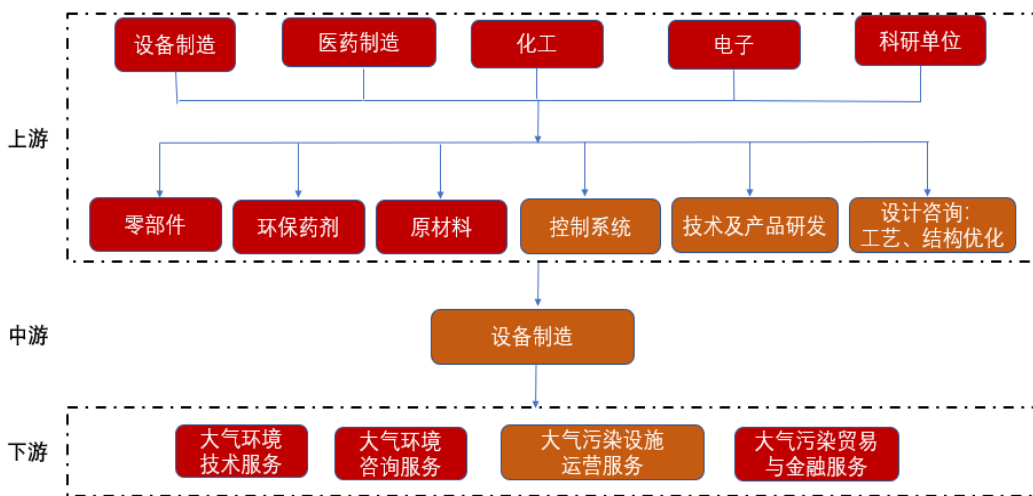 设备制造
医药制造
化工
电子
科研单位
上游
零部件
环保药剂
原材料
控制系统
技术及产品研发
设计咨询：
工艺、结构优化
中游
设备制造
下游
大气环境
技术服务
大气环境
咨询服务
大气污染设施
运营服务
大气污染贸易
与金融服务